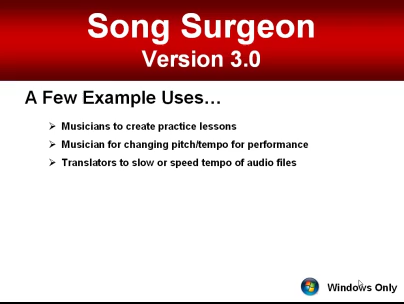 Song Surgeon
Version 3.0
A Few Example Uses...
Musicians to create practice lessons
Musician for changing pitch/tempo for performance
Translators to slow or speed tempo of audio files
Windows Only